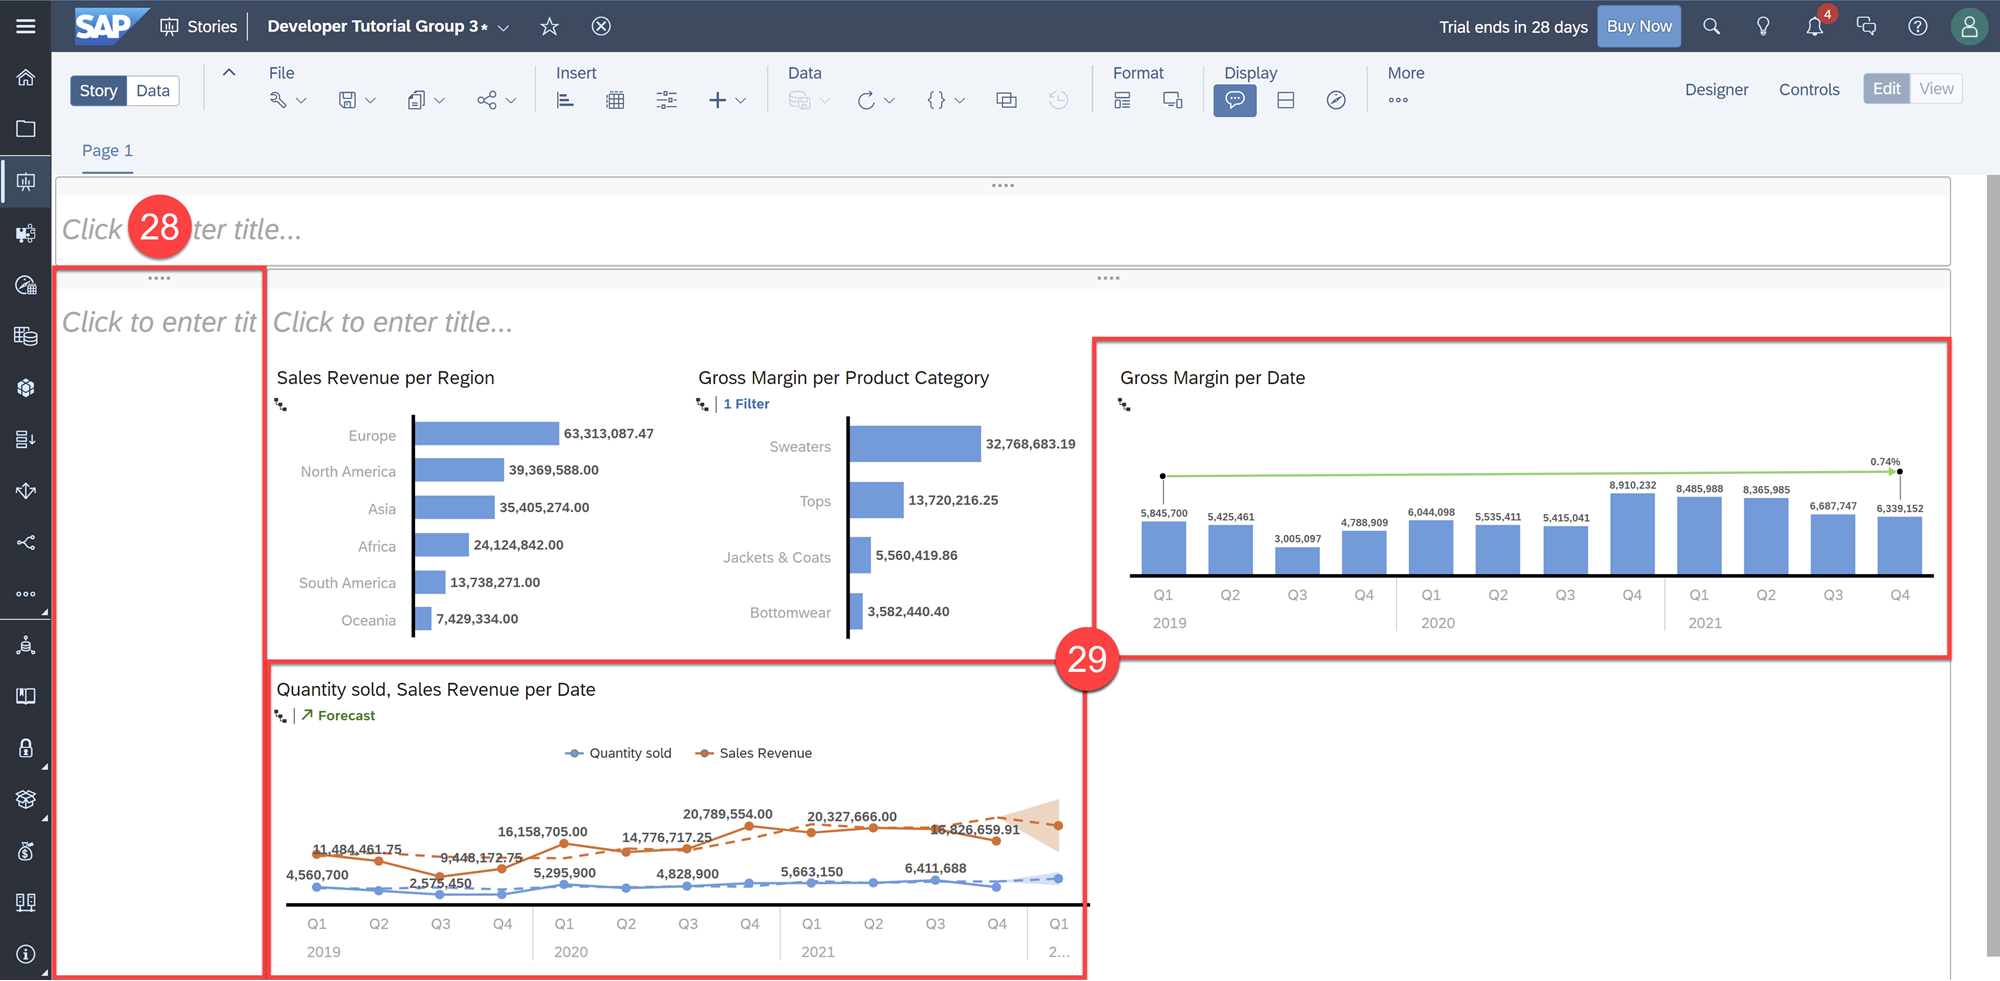 SAP Stories Developer Tutorial Group 3* Trial ends in 28 days Buy Now 4
Story Data File Insert Data Format Display More Designer Controls Edit View
Page 1
Click ter title...
28
Click to enter tit Click to enter title...
Sales Revenue per Region
Europe 63,313,087.47
North America 39,369,588.00
Asia 35,405,274.00
Africa 24,124,842.00
South America 13,738,271.00
Oceania 7,429,334.00
Gross Margin per Product Category
1 Filter
Sweaters 32,768,683.19
Tops 13,720,216.25
Jackets & Coats 5,560,419.86
Bottomwear 3,582,440.40
Gross Margin per Date
0.74%
5,845,700 5,425,461 3,005,097 4,788,909 6,044,098 5,535,411 5,415,041 8,910,232 8,485,988 8,365,985 6,687,747 6,339,152
Q1 Q2 Q3 Q4 Q1 Q2 Q3 Q4 Q1 Q2 Q3 Q4
2019 2020 2021
29
Quantity sold, Sales Revenue per Date
Forecast
Quantity sold Sales Revenue
11,484,461.75 9,448,172.75 16,158,705.00 14,776,717.25 20,789,554.00 20,327,666.00 16,826,659.91
4,560,700 2,575,450 5,295,900 4,828,900 5,663,150 6,411,688
Q1 Q2 Q3 Q4 Q1 Q2 Q3 Q4 Q1 Q2 Q3 Q4 Q1
2019 2020 2021 2...